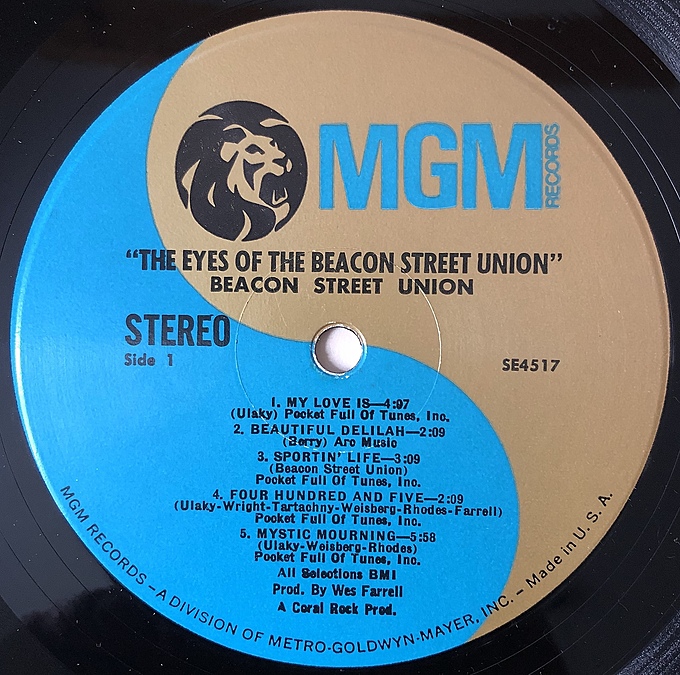 MGM RECORDS
“THE EYES OF THE BEACON STREET UNION”
BEACON STREET UNION
STEREO
Side 1
SE4517
1. MY LOVE IS—4:97
(Ulaky) Pocket Full Of Tunes, Inc.
2. BEAUTIFUL DELILAH—2:09
(Berry) Arc Music
3. SPORTIN' LIFE—3:09
(Beacon Street Union)
Pocket Full Of Tunes, Inc.
4. FOUR HUNDRED AND FIVE—2:09
(Ulaky-Wright-Tartachny-Weisberg-Rhodes-Farrell)
Pocket Full Of Tunes, Inc.
5. MYSTIC MOURNING—5:58
(Ulaky-Weisberg-Rhodes)
Pocket Full Of Tunes, Inc.
All Selections BMI
Prod. By Wes Farrell
A Coral Rock Prod.
MGM RECORDS – A DIVISION OF METRO-GOLDWYN-MAYER, INC. – Made in U. S. A.